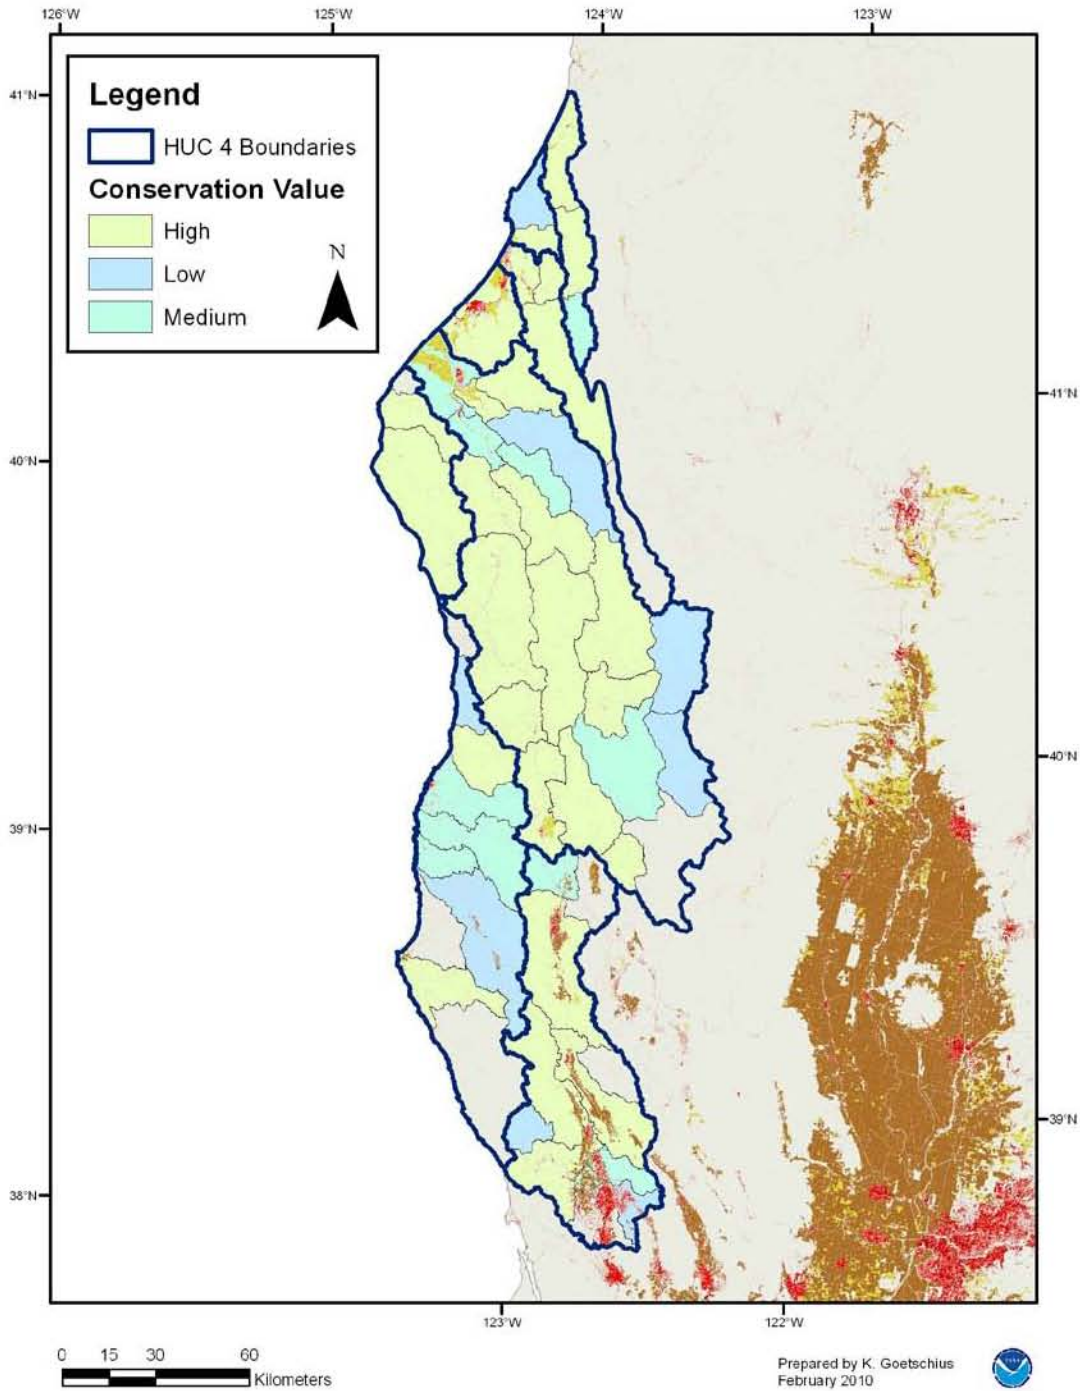 126°W 125°W 124°W 123°W
41°N
Legend
HUC 4 Boundaries
Conservation Value
High
Low
Medium
N
41°N
40°N
40°N
39°N
39°N
38°N
123°W 122°W
0 15 30 60
Kilometers
Prepared by K. Goetschius
February 2010